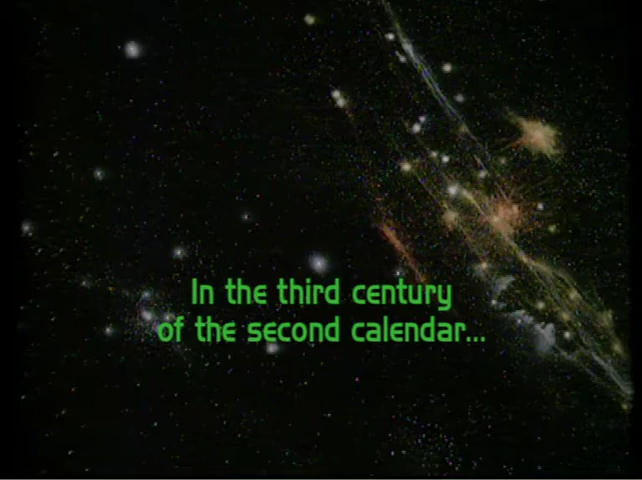 In the third century
of the second calendar...